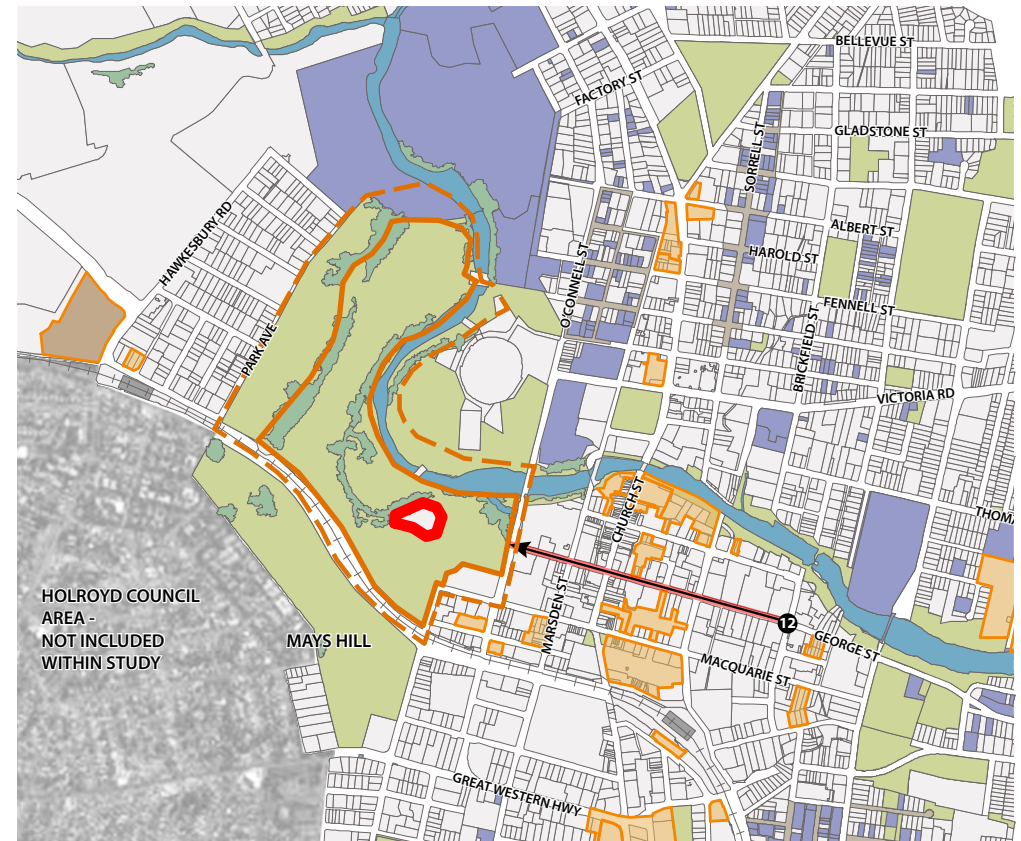 BELLEVUE ST
FACTORY ST
GLADSTONE ST
SORRELL ST
HAWKESBURY RD
ALBERT ST
HAROLD ST
O'CONNELL ST
FENNELL ST
PARK AVE
BRICKFIELD ST
VICTORIA RD
CHURCH ST
THOMA
HOLROYD COUNCIL
AREA -
NOT INCLUDED
WITHIN STUDY
MAYS HILL
MARSDEN ST
12
GEORGE ST
MACQUARIE ST
GREAT WESTERN HWY